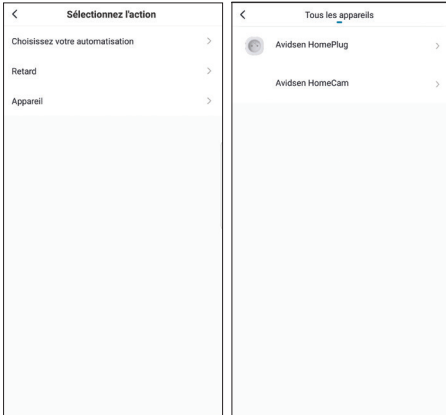 Sélectionnez l'action
Choisissez votre automatisation
Retard
Appareil
Tous les appareils
Avidsen HomePlug
Avidsen HomeCam